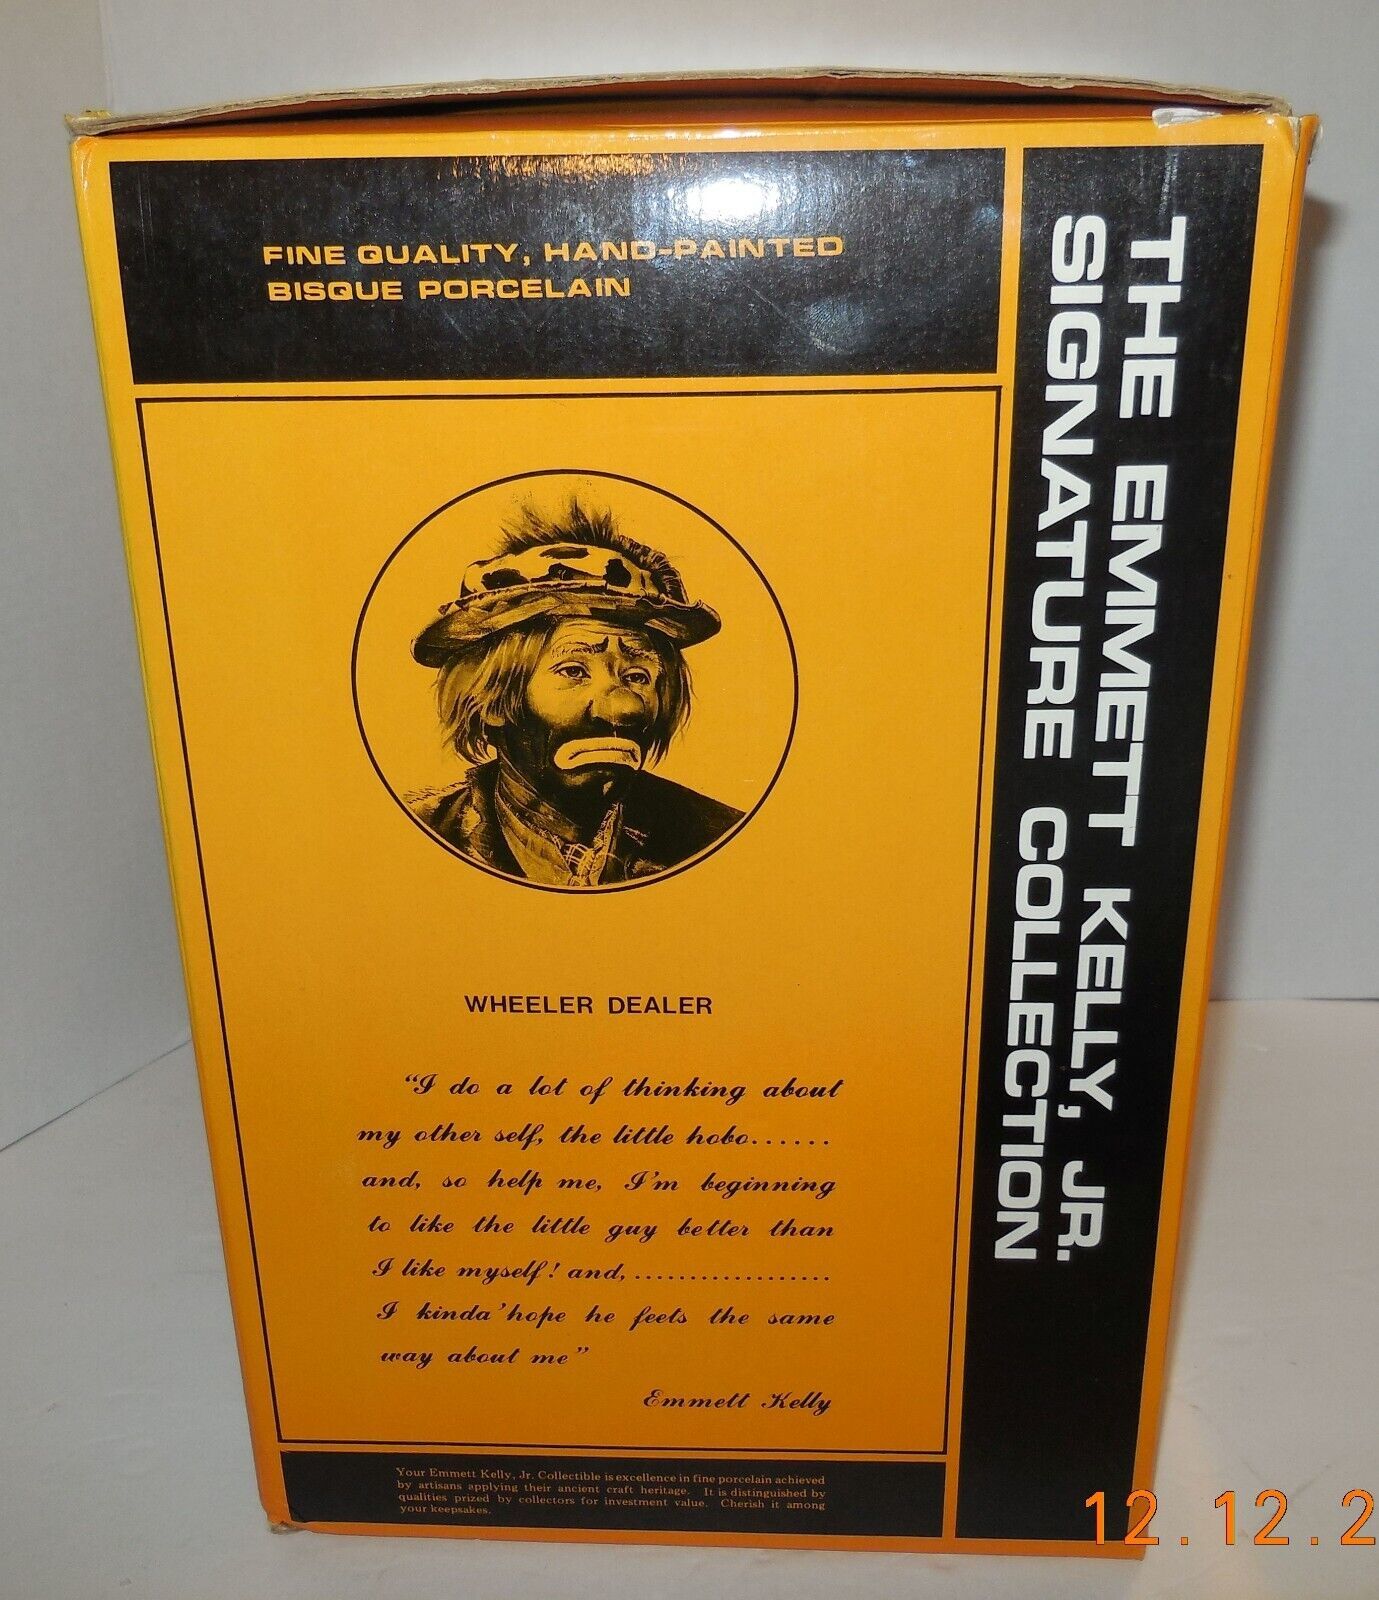 FINE QUALITY, HAND-PAINTED
BISQUE PORCELAIN
THE EMMETT KELLY, JR.
SIGNATURE COLLECTION
WHEELER DEALER
“I do a lot of thinking about
my other self, the little hobo......
and, so help me, I'm beginning
to like the little guy better than
I like myself! and, ..................
I kinda' hope he feels the same
way about me”
Emmett Kelly
Your Emmett Kelly, Jr. Collectible is excellence in fine porcelain achieved
by artisans applying their ancient craft heritage. It is distinguished by
qualities prized by collectors for investment value. Cherish it among
your keepsakes.
12.12.2